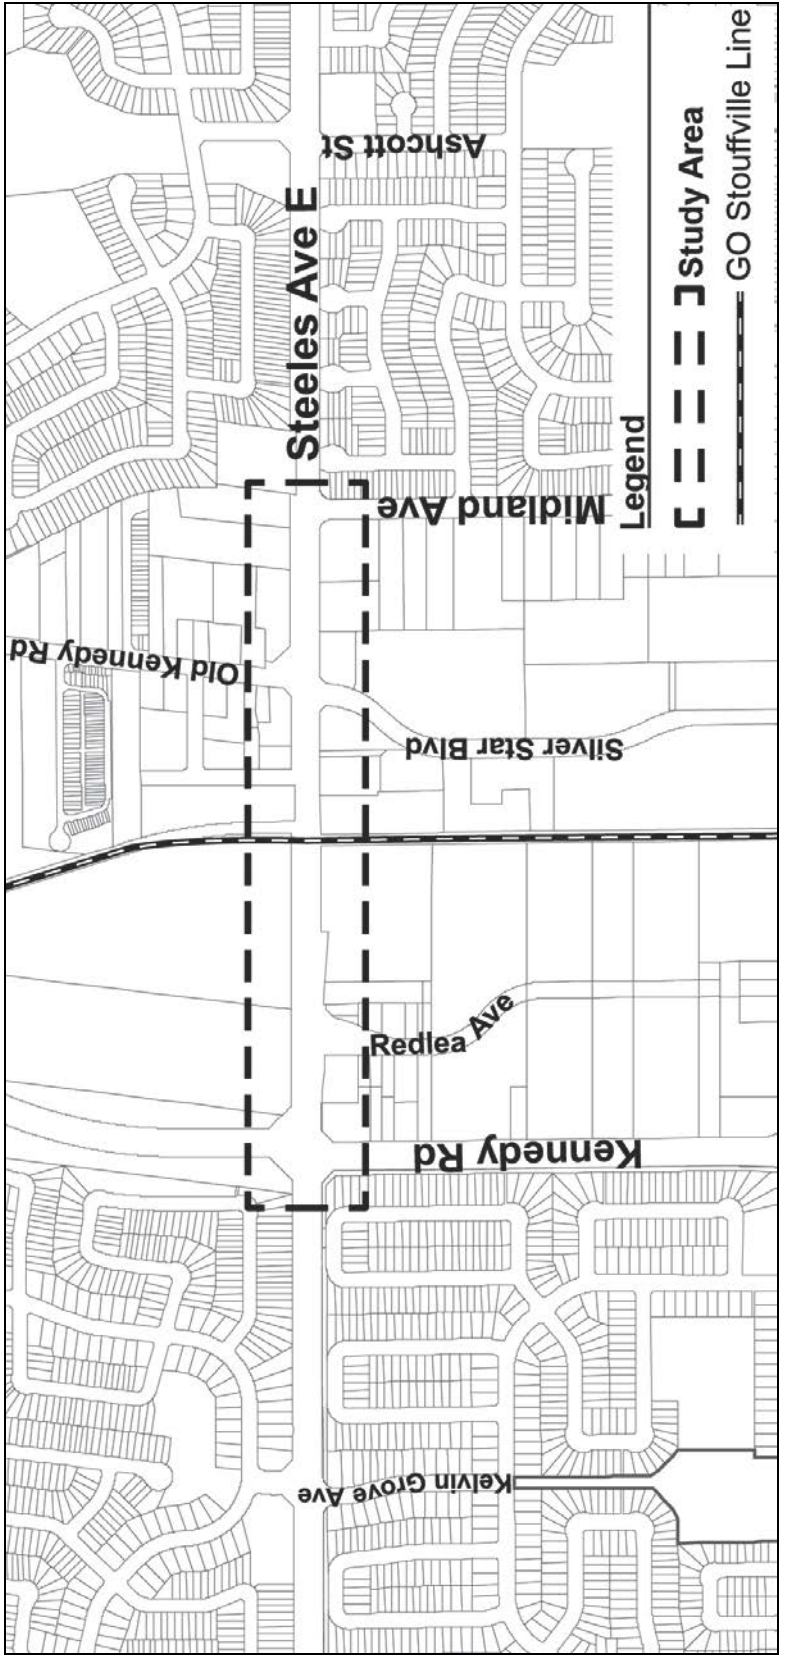 Ashcott St
Steeles Ave E
Midland Ave
Old Kennedy Rd
Silver Star Blvd
Redlea Ave
Kennedy Rd
Kelvin Grove Ave
Legend
Study Area
GO Stouffville Line